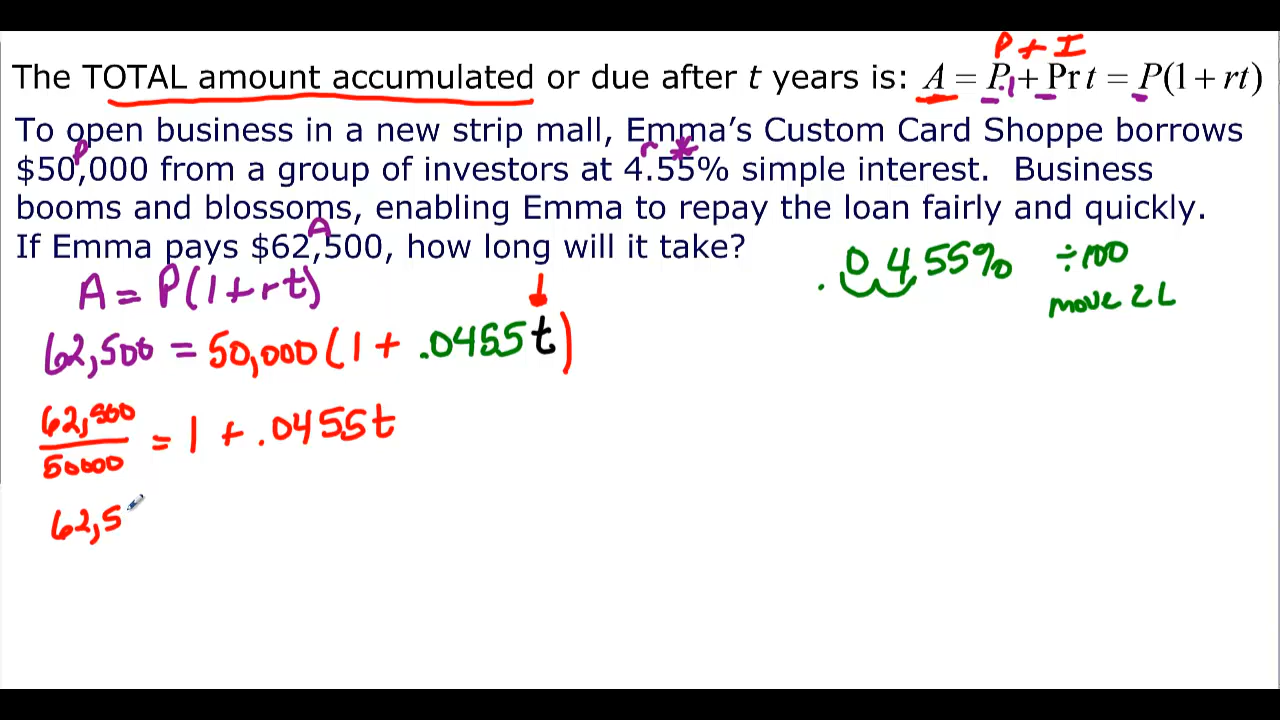 P + I
The TOTAL amount accumulated or due after t years is: A = P + Prt = P(1 + rt)
To open business in a new strip mall, Emma's Custom Card Shoppe borrows
$50,000 from a group of investors at 4.55% simple interest. Business
booms and blossoms, enabling Emma to repay the loan fairly and quickly.
If Emma pays $62,500, how long will it take?
P
r *
A
.04.55% ÷100
move 2 L
A = P(1+rt)
62,500 = 50,000(1 + .0455t)
62,500
50000
= 1 + .0455t
62,5